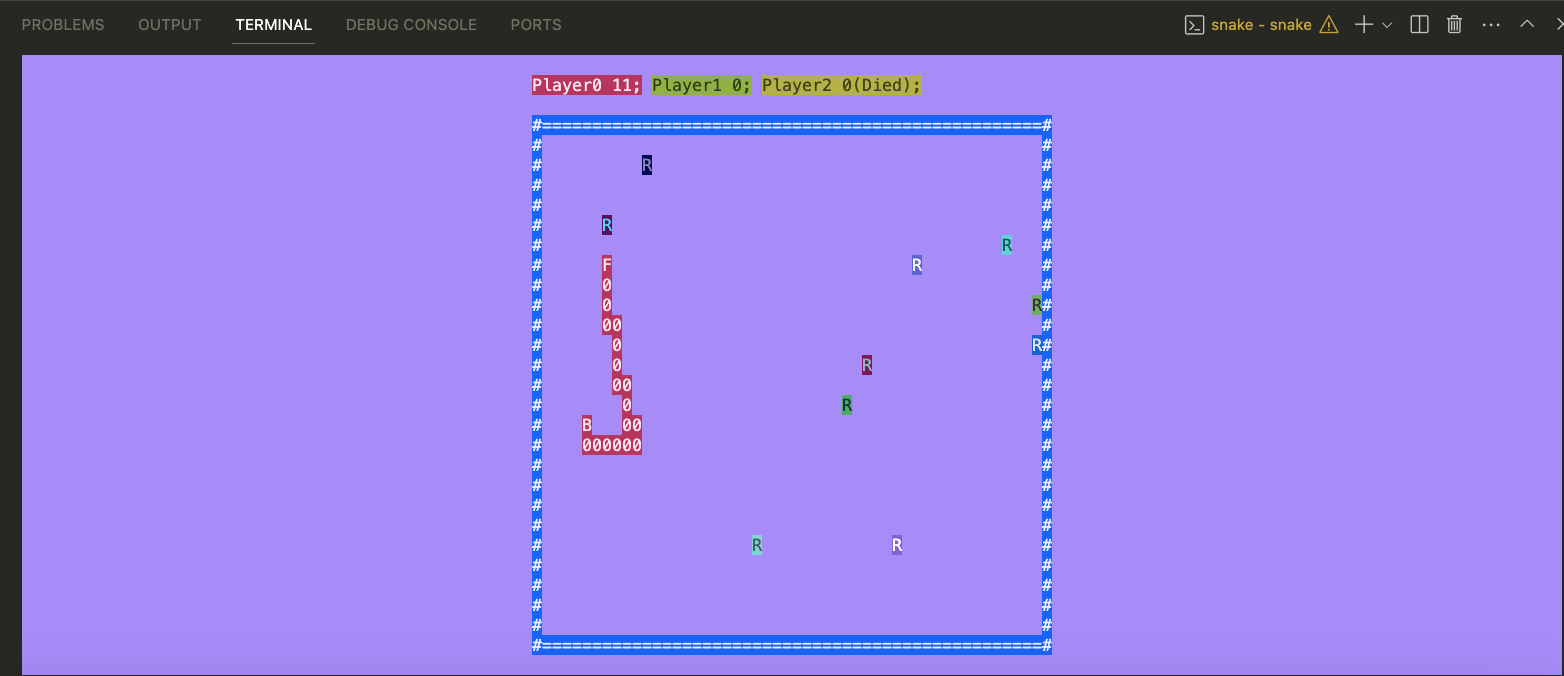 PROBLEMS OUTPUT TERMINAL DEBUG CONSOLE PORTS snake - snake
Player0 11; Player1 0; Player2 0(Died);
#==================================================#
#                                                  #
#          R                                       #
#                                                  #
#                                                  #
#      R                                           #
#                                              R   #
#      F                              R            #
#      0                                           #
#      0                                          R#
#      00                                          #
#       0                                         R#
#       0                        R                 #
#       00                                         #
#        0                     R                   #
#    B   00                                        #
#    000000                                        #
#                                                  #
#                                                  #
#                                                  #
#                                                  #
#                     R             R              #
#                                                  #
#                                                  #
#                                                  #
#                                                  #
#==================================================#